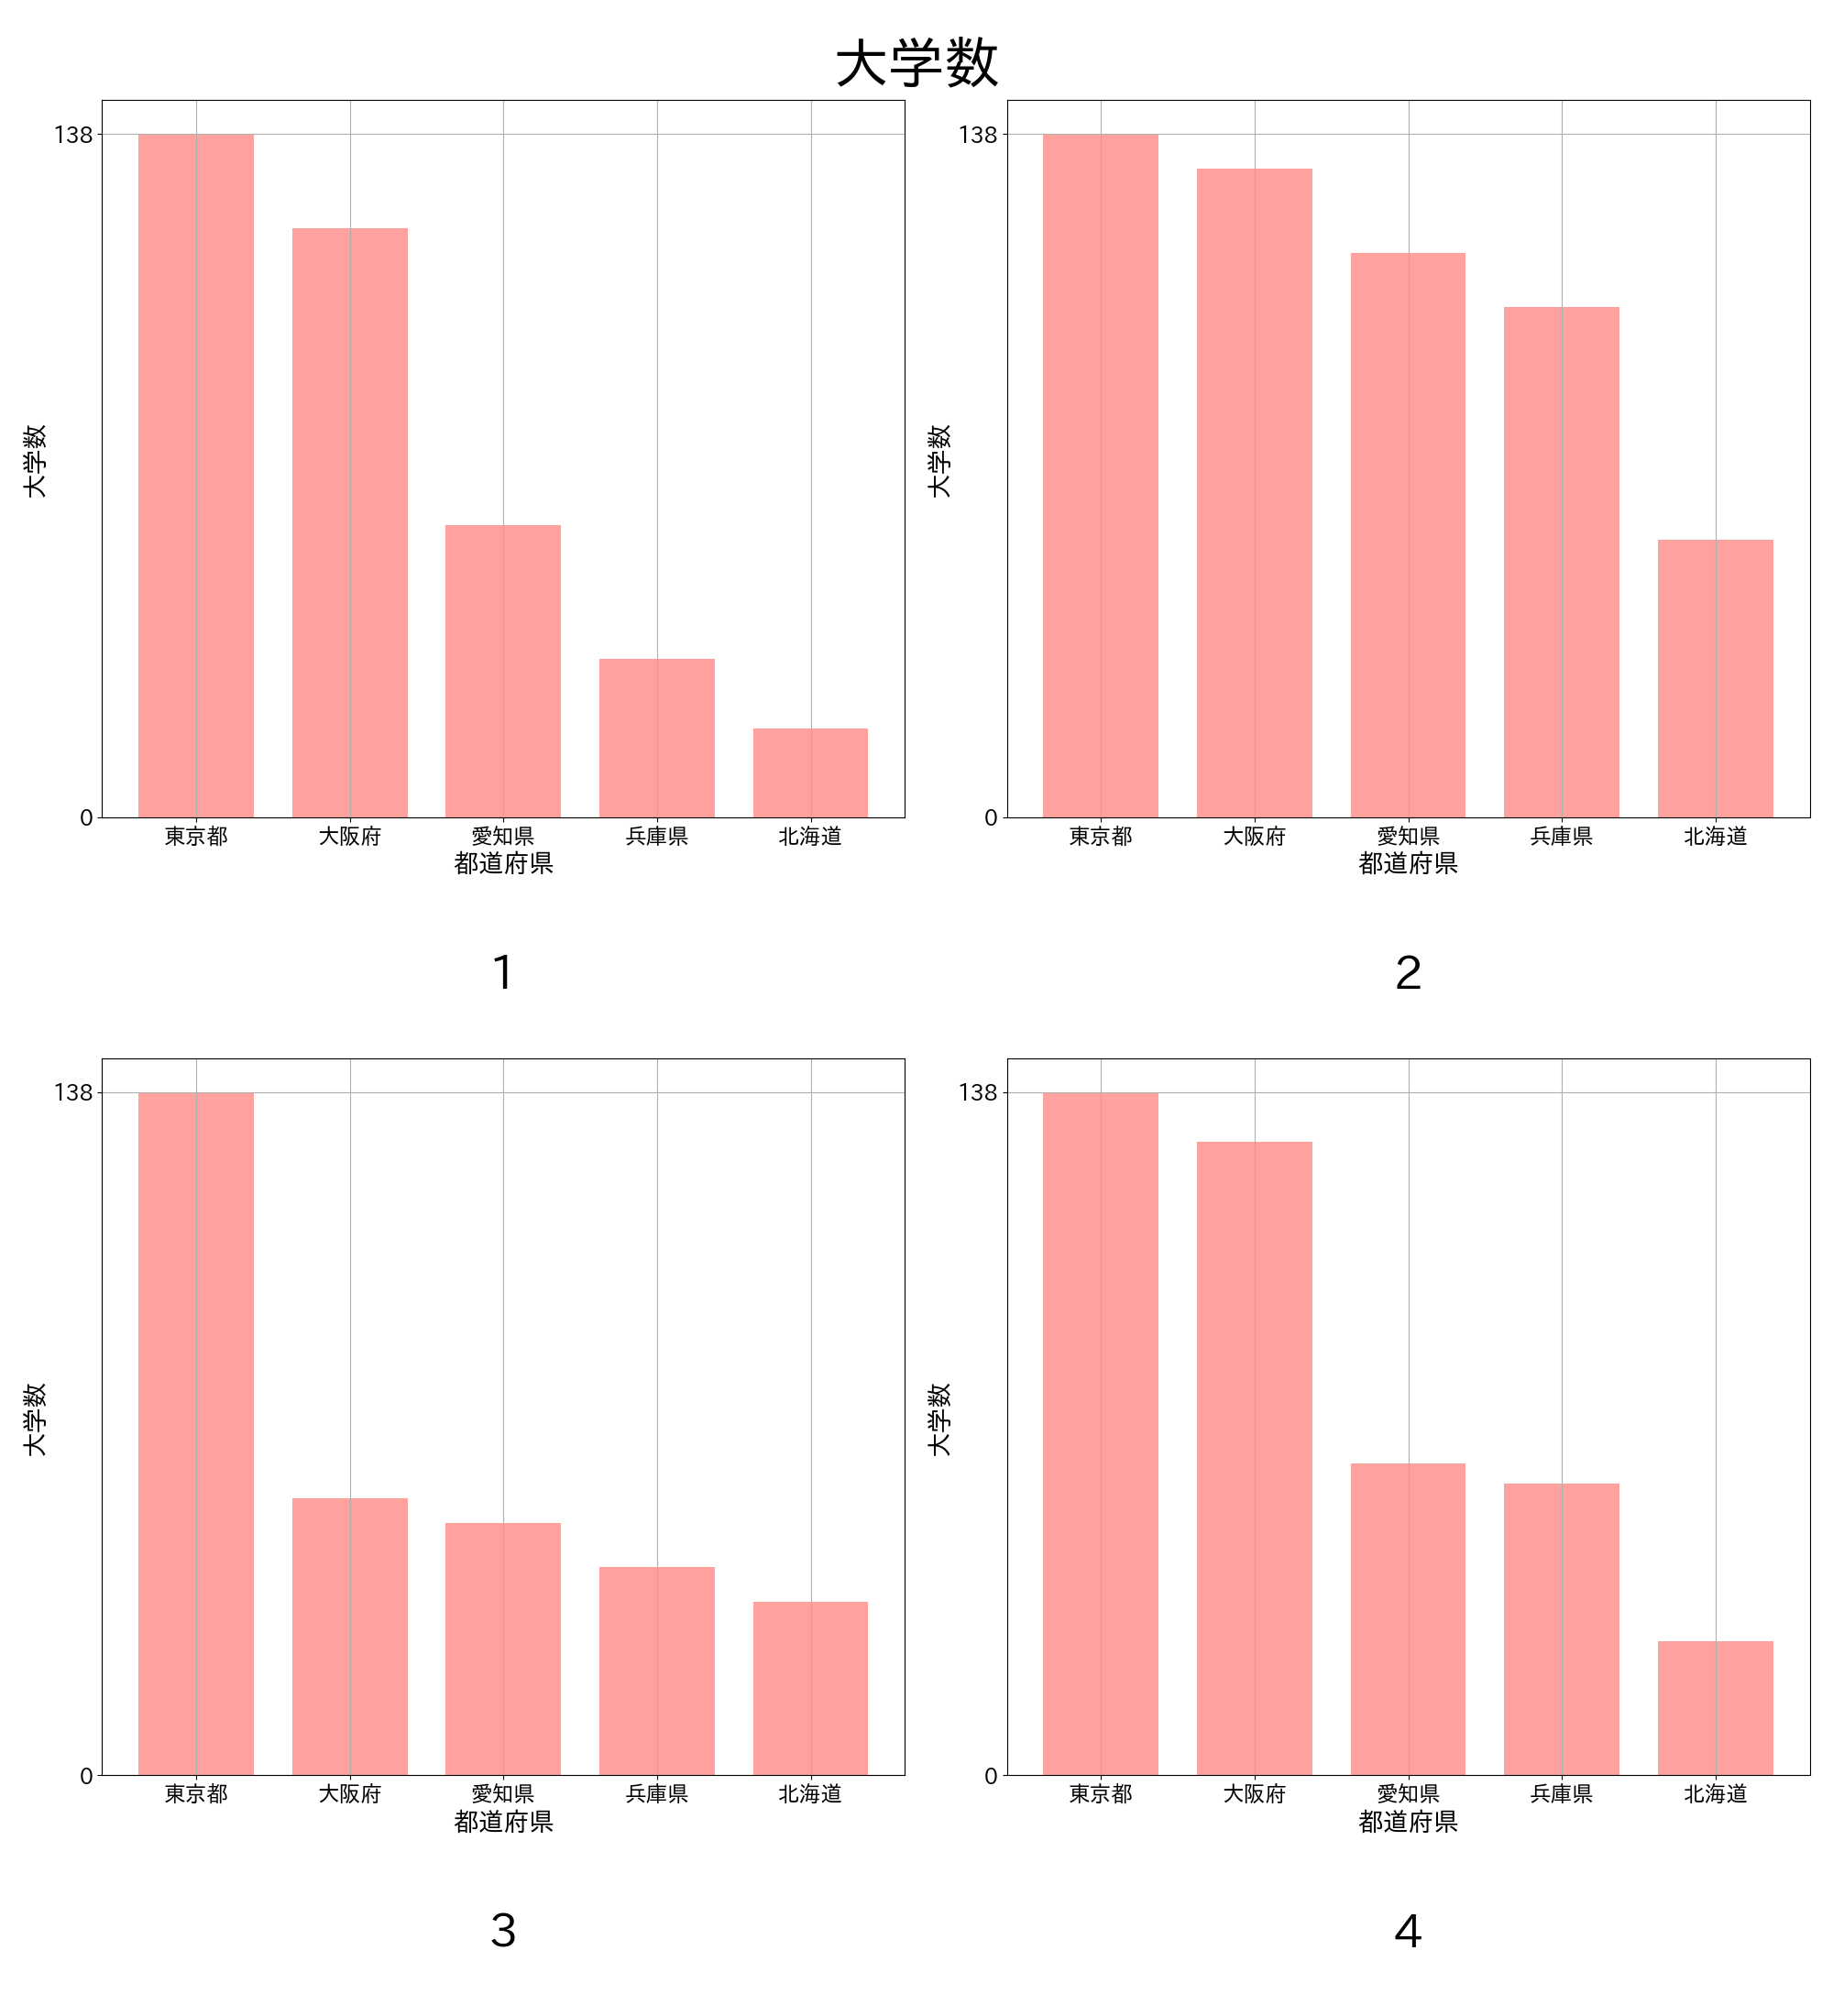 大学数
138
0
大学数
東京都 大阪府 愛知県 兵庫県 北海道
都道府県
1
138
0
大学数
東京都 大阪府 愛知県 兵庫県 北海道
都道府県
2
138
0
大学数
東京都 大阪府 愛知県 兵庫県 北海道
都道府県
3
138
0
大学数
東京都 大阪府 愛知県 兵庫県 北海道
都道府県
4